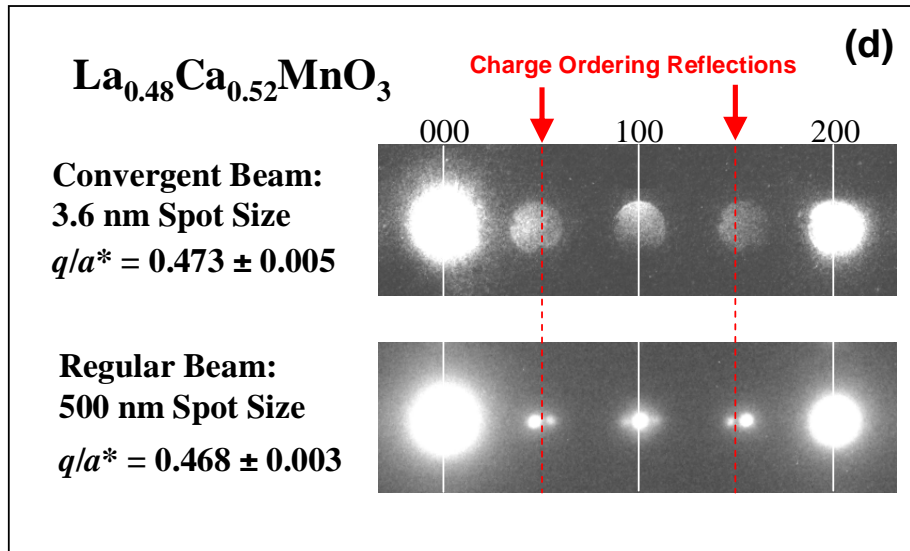 (d)
La₀.₄₈Ca₀.₅₂MnO₃
Charge Ordering Reflections
000 100 200
Convergent Beam:
3.6 nm Spot Size
q/a* = 0.473 ± 0.005
Regular Beam:
500 nm Spot Size
q/a* = 0.468 ± 0.003